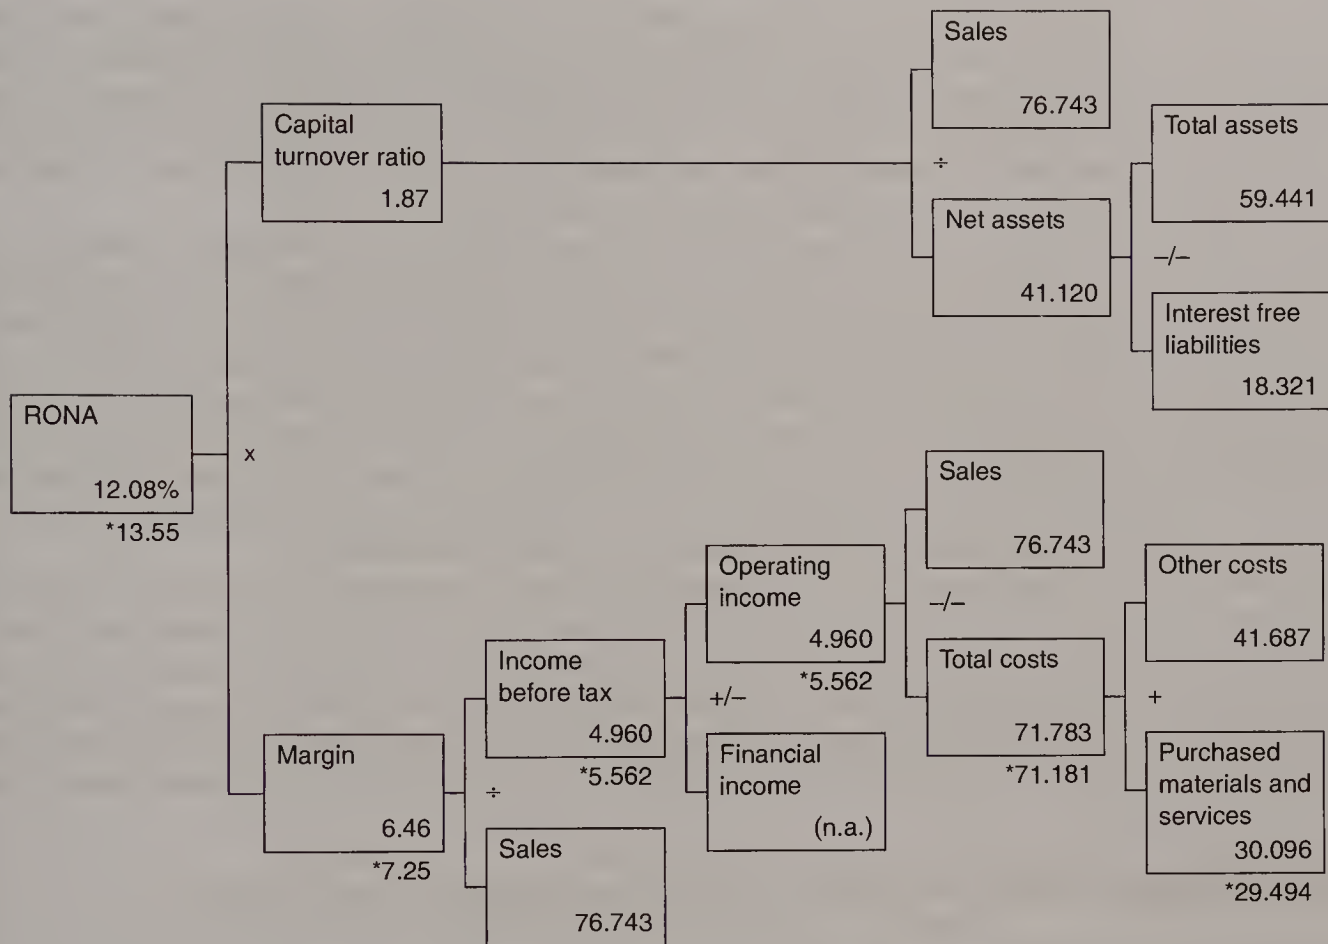 Sales
76.743
Capital
turnover ratio
1.87
÷
Total assets
59.441
Net assets
41.120
–/–
Interest free
liabilities
18.321
RONA
12.08%
*13.55
x
Sales
76.743
Operating
income
4.960
*5.562
–/–
Other costs
41.687
Income
before tax
4.960
*5.562
+/–
Total costs
71.783
*71.181
+
Margin
6.46
*7.25
÷
Financial
income
(n.a.)
Purchased
materials and
services
30.096
*29.494
Sales
76.743